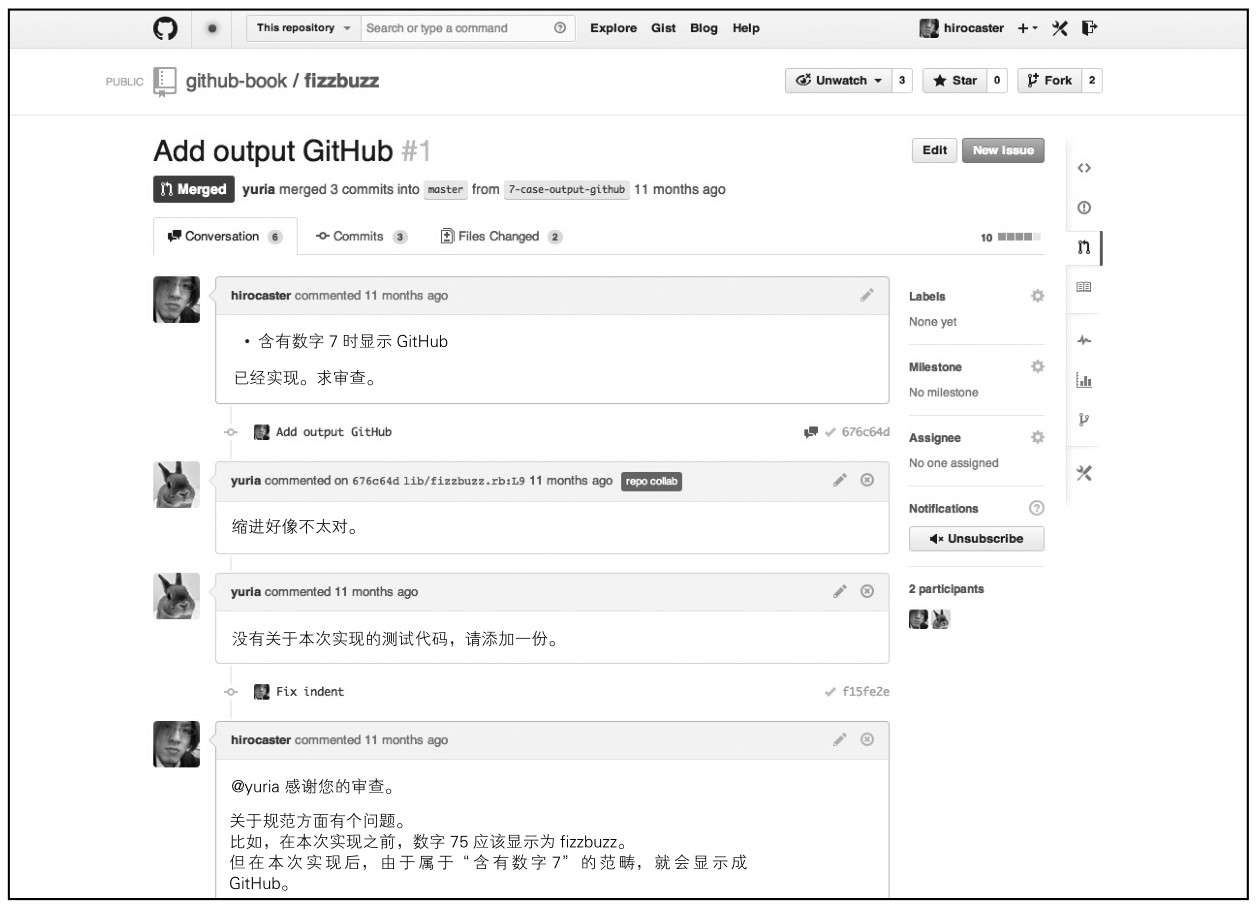 This repository
Search or type a command
Explore
Gist
Blog
Help
hirocaster
PUBLIC
github-book / fizzbuzz
Unwatch
3
Star
0
Fork
2
Add output GitHub #1
Edit
New Issue
Merged
yuria merged 3 commits into master from 7-case-output-github 11 months ago
Conversation 6
Commits 3
Files Changed 2
10
hirocaster commented 11 months ago
• 含有数字 7 时显示 GitHub
已经实现。求审查。
Add output GitHub
676c64d
yuria commented on 676c64d lib/fizzbuzz.rb:L9 11 months ago
repo collab
缩进好像不太对。
yuria commented 11 months ago
没有关于本次实现的测试代码，请添加一份。
Fix indent
f15fe2e
hirocaster commented 11 months ago
@yuria 感谢您的审查。
关于规范方面有个问题。
比如，在本次实现之前，数字 75 应该显示为 fizzbuzz。
但在本次实现后，由于属于“含有数字7”的范畴，就会显示成
GitHub。
Labels
None yet
Milestone
No milestone
Assignee
No one assigned
Notifications
Unsubscribe
2 participants